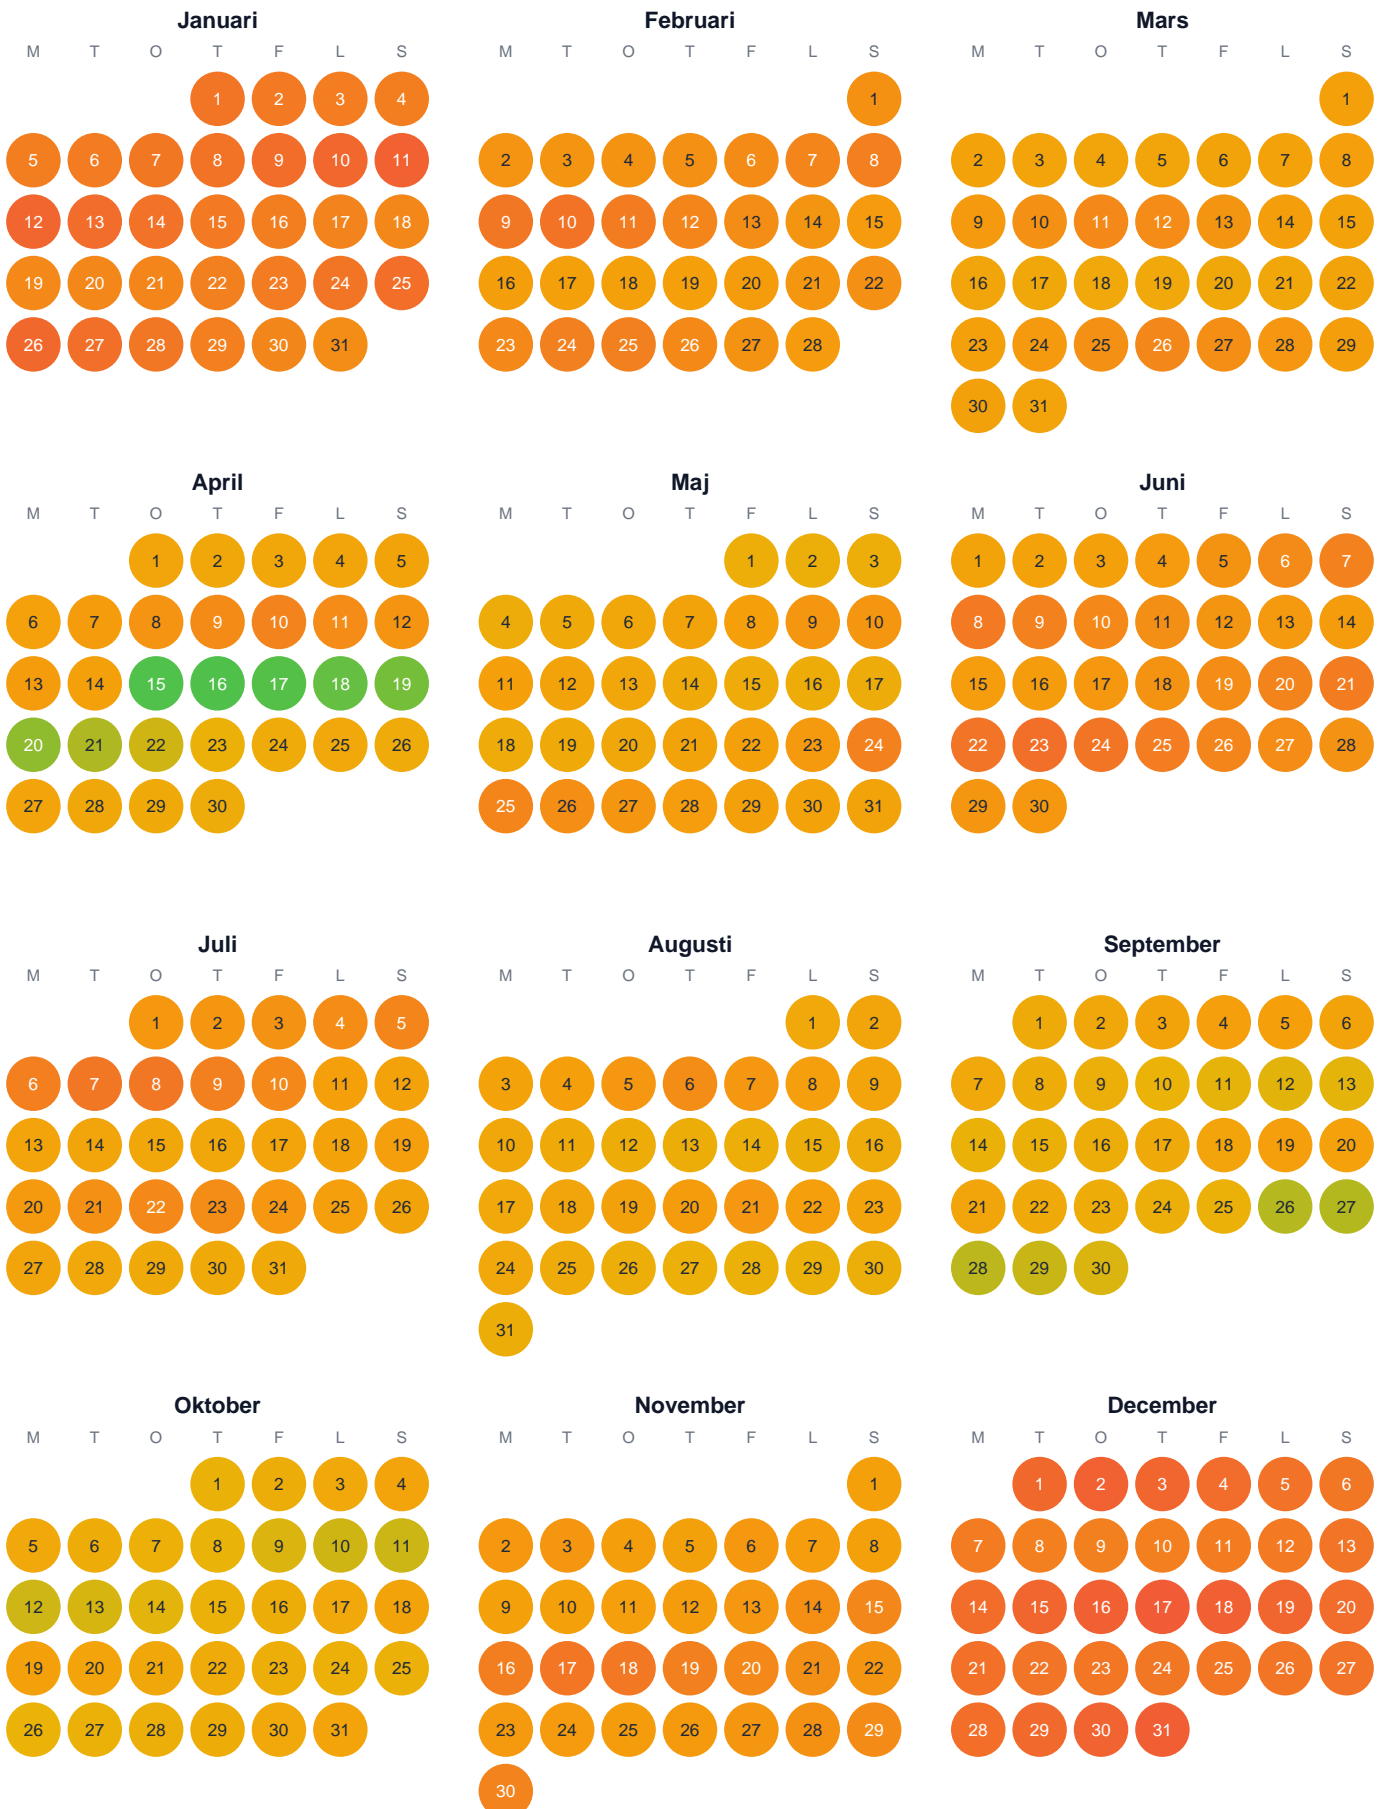 Januari Februari Mars
M T O T F L S M T O T F L S M T O T F L S
1 2 3 4 1 1
5 6 7 8 9 10 11 2 3 4 5 6 7 8 2 3 4 5 6 7 8
12 13 14 15 16 17 18 9 10 11 12 13 14 15 9 10 11 12 13 14 15
19 20 21 22 23 24 25 16 17 18 19 20 21 22 16 17 18 19 20 21 22
26 27 28 29 30 31 23 24 25 26 27 28 23 24 25 26 27 28 29
30 31
April Maj Juni
M T O T F L S M T O T F L S M T O T F L S
1 2 3 4 5 1 2 3 1 2 3 4 5 6 7
6 7 8 9 10 11 12 4 5 6 7 8 9 10 8 9 10 11 12 13 14
13 14 15 16 17 18 19 11 12 13 14 15 16 17 15 16 17 18 19 20 21
20 21 22 23 24 25 26 18 19 20 21 22 23 24 22 23 24 25 26 27 28
27 28 29 30 25 26 27 28 29 30 31 29 30
Juli Augusti September
M T O T F L S M T O T F L S M T O T F L S
1 2 3 4 5 1 2 1 2 3 4 5 6
6 7 8 9 10 11 12 3 4 5 6 7 8 9 7 8 9 10 11 12 13
13 14 15 16 17 18 19 10 11 12 13 14 15 16 14 15 16 17 18 19 20
20 21 22 23 24 25 26 17 18 19 20 21 22 23 21 22 23 24 25 26 27
27 28 29 30 31 24 25 26 27 28 29 30 28 29 30
31
Oktober November December
M T O T F L S M T O T F L S M T O T F L S
1 2 3 4 1 1 2 3 4 5 6
5 6 7 8 9 10 11 2 3 4 5 6 7 8 7 8 9 10 11 12 13
12 13 14 15 16 17 18 9 10 11 12 13 14 15 14 15 16 17 18 19 20
19 20 21 22 23 24 25 16 17 18 19 20 21 22 21 22 23 24 25 26 27
26 27 28 29 30 31 23 24 25 26 27 28 29 28 29 30 31
30